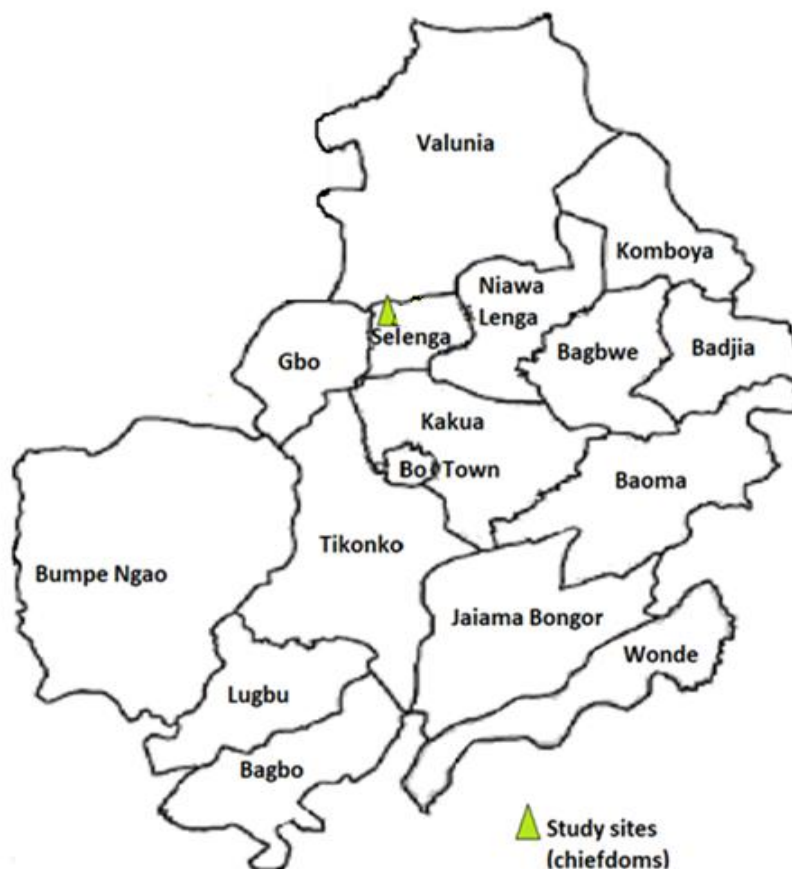 Valunia
Komboya
Niawa
Lenga
Selenga
Gbo
Bagbwe
Badjia
Kakua
Bo Town
Baoma
Tikonko
Bumpe Ngao
Jaiama Bongor
Wonde
Lugbu
Bagbo
Study sites
(chiefdoms)